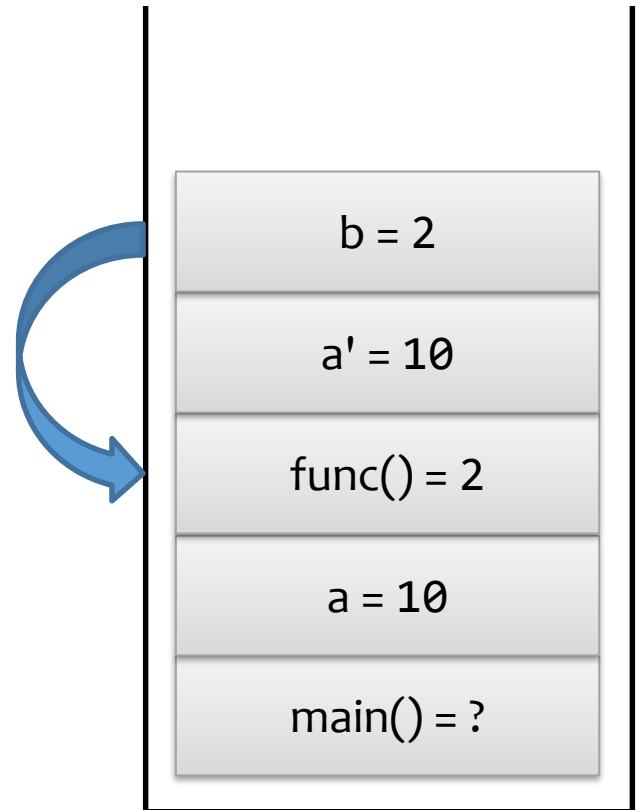 b = 2
a' = 10
func() = 2
a = 10
main() = ?